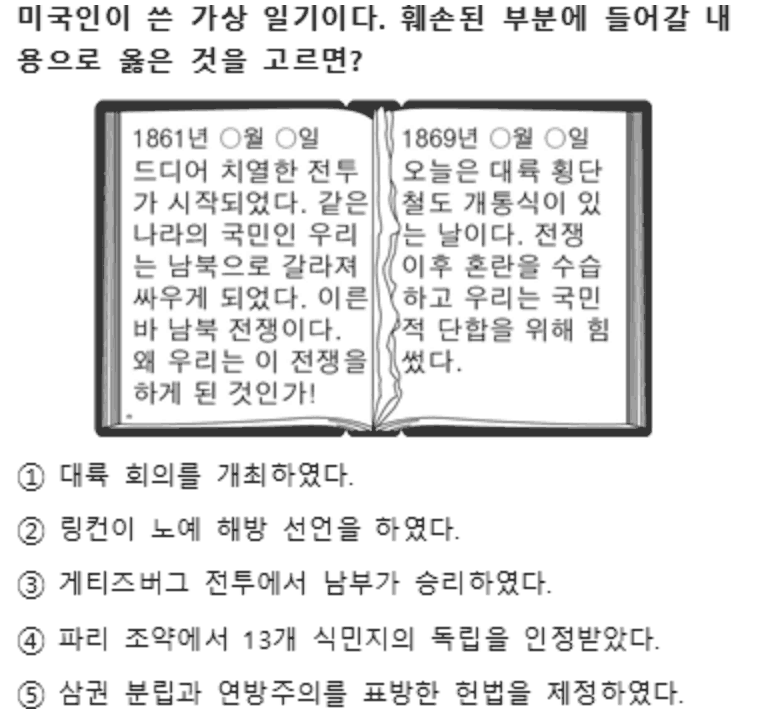 미국인이 쓴 가상 일기이다. 훼손된 부분에 들어갈 내
용으로 옳은 것을 고르면?
1861년 ○월 ○일
드디어 치열한 전투
가 시작되었다. 같은
나라의 국민인 우리
는 남북으로 갈라져
싸우게 되었다. 이른
바 남북 전쟁이다.
왜 우리는 이 전쟁을
하게 된 것인가!
1869년 ○월 ○일
오늘은 대륙 횡단
철도 개통식이 있
는 날이다. 전쟁
이후 혼란을 수습
하고 우리는 국민
적 단합을 위해 힘
썼다.
① 대륙 회의를 개최하였다.
② 링컨이 노예 해방 선언을 하였다.
③ 게티즈버그 전투에서 남부가 승리하였다.
④ 파리 조약에서 13개 식민지의 독립을 인정받았다.
⑤ 삼권 분립과 연방주의를 표방한 헌법을 제정하였다.